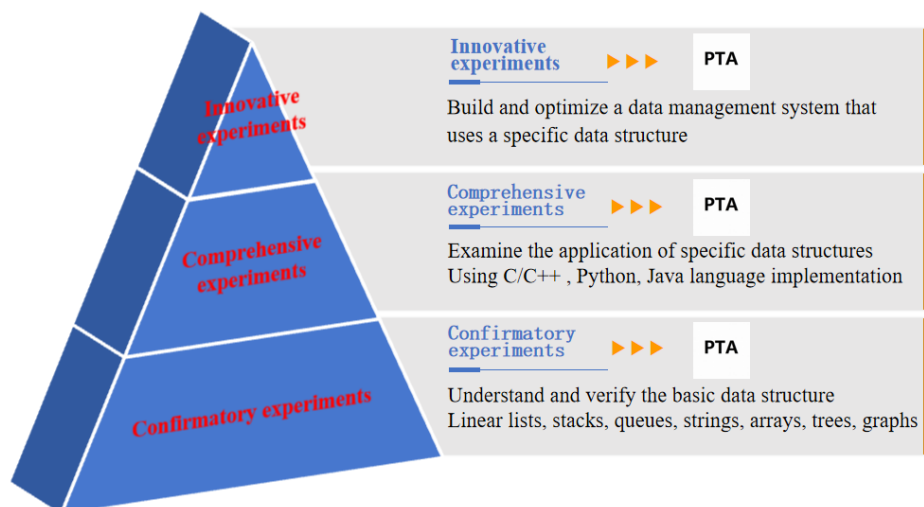 Innovative
experiments
Innovative
experiments
PTA
Build and optimize a data management system that
uses a specific data structure
Comprehensive
experiments
Comprehensive
experiments
PTA
Examine the application of specific data structures
Using C/C++ , Python, Java language implementation
Confirmatory experiments
Confirmatory
experiments
PTA
Understand and verify the basic data structure
Linear lists, stacks, queues, strings, arrays, trees, graphs